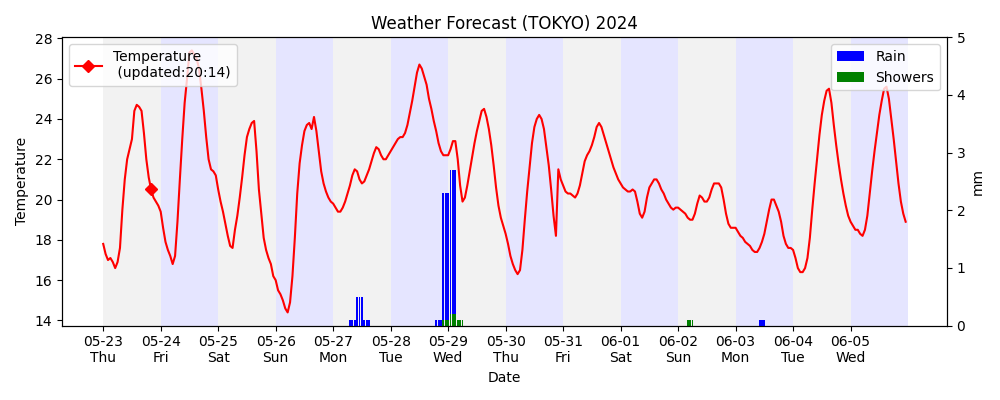 Weather Forecast (TOKYO) 2024
Temperature
(updated:20:14)
Rain
Showers
28
26
24
22
20
18
16
14
Temperature
5
4
3
2
1
0
mm
05-23 05-24 05-25 05-26 05-27 05-28 05-29 05-30 05-31 06-01 06-02 06-03 06-04 06-05
Thu Fri Sat Sun Mon Tue Wed Thu Fri Sat Sun Mon Tue Wed
Date